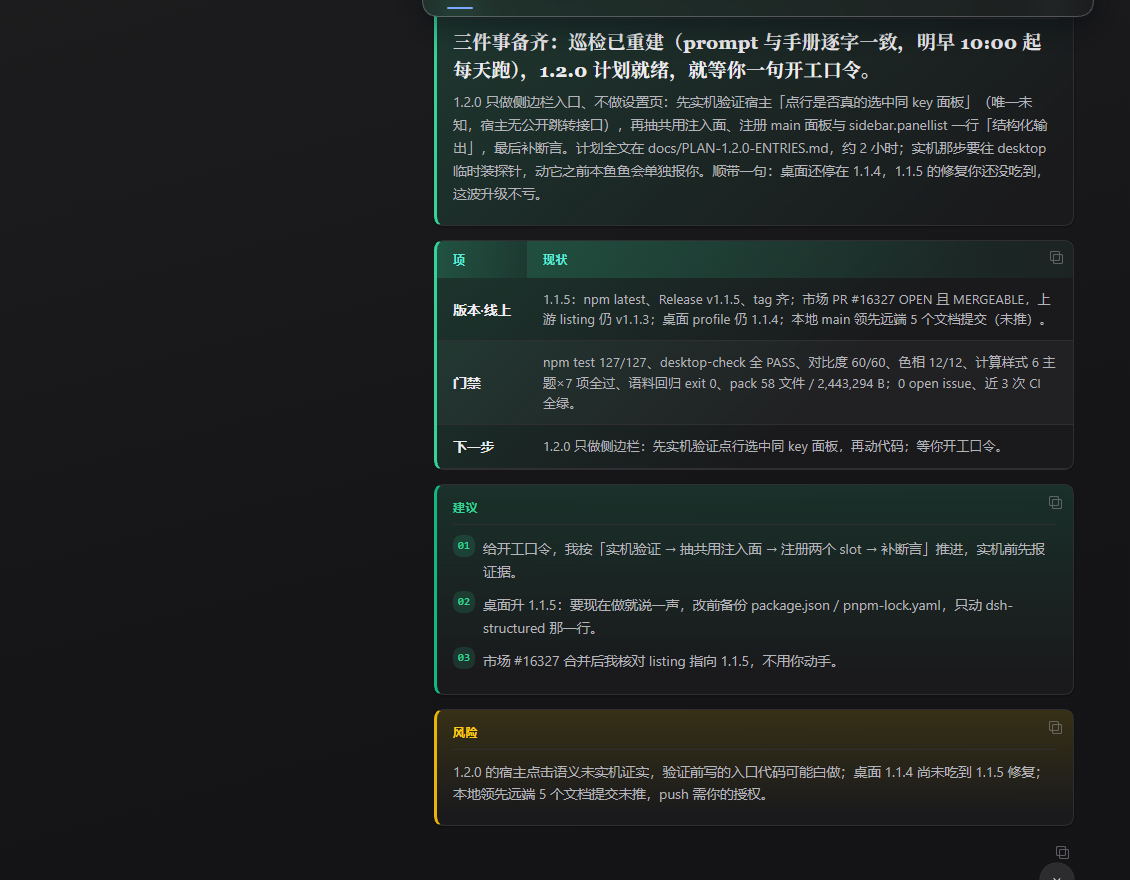 三件事备齐：巡检已重建（prompt 与手册逐字一致，明早 10:00 起
每天跑），1.2.0 计划就绪，就等你一句开工口令。
1.2.0 只做侧边栏入口、不做设置页：先实机验证宿主「点行是否真的选中同 key 面板」（唯一未
知，宿主无公开跳转接口），再抽共用注入面、注册 main 面板与 sidebar.panellist 一行「结构化输
出」，最后补断言。计划全文在 docs/PLAN-1.2.0-ENTRIES.md，约 2 小时；实机那步要往 desktop
临时装探针，动它之前本鱼鱼会单独报你。顺带一句：桌面还停在 1.1.4，1.1.5 的修复你还没吃到，
这波升级不亏。
项 现状
版本·线上 1.1.5：npm latest、Release v1.1.5、tag 齐；市场 PR #16327 OPEN 且 MERGEABLE，上
游 listing 仍 v1.1.3；桌面 profile 仍 1.1.4；本地 main 领先远端 5 个文档提交（未推）。
门禁 npm test 127/127、desktop-check 全 PASS、对比度 60/60、色相 12/12、计算样式 6 主
题×7 项全过、语料回归 exit 0、pack 58 文件 / 2,443,294 B；0 open issue、近 3 次 CI
全绿。
下一步 1.2.0 只做侧边栏：先实机验证点行选中同 key 面板，再动代码；等你开工口令。
建议
01 给开工口令，我按「实机验证 → 抽共用注入面 → 注册两个 slot → 补断言」推进，实机前先报
证据。
02 桌面升 1.1.5：要现在做就说一声，改前备份 package.json / pnpm-lock.yaml，只动 dsh-
structured 那一行。
03 市场 #16327 合并后我核对 listing 指向 1.1.5，不用你动手。
风险
1.2.0 的宿主点击语义未实机证实，验证前写的入口代码可能白做；桌面 1.1.4 尚未吃到 1.1.5 修复；
本地领先远端 5 个文档提交未推，push 需你的授权。